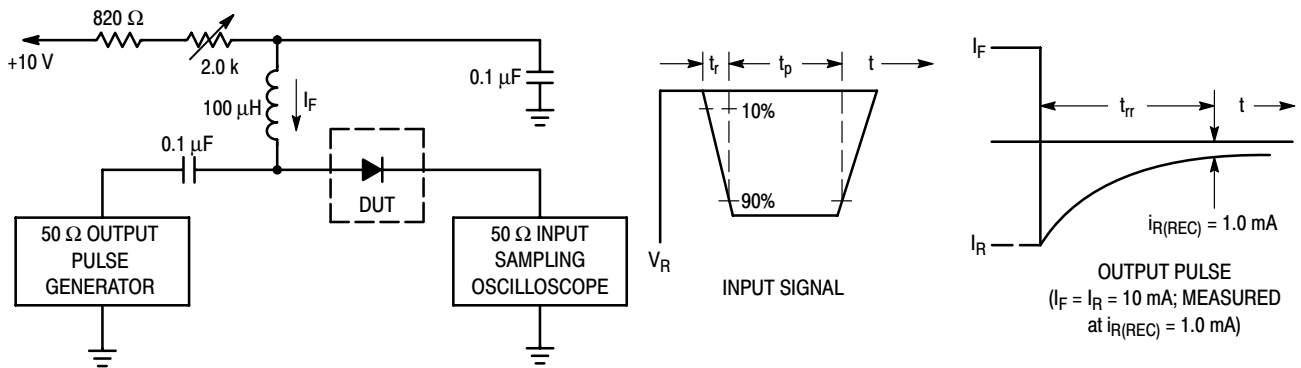 820 Ω
+10 V
2.0 k
100 μH
I_F
0.1 μF
0.1 μF
DUT
50 Ω OUTPUT
PULSE
GENERATOR
50 Ω INPUT
SAMPLING
OSCILLOSCOPE
t_r
t_p
t
10%
90%
V_R
INPUT SIGNAL
I_F
t_rr
t
i_R(REC) = 1.0 mA
I_R
OUTPUT PULSE
(I_F = I_R = 10 mA; MEASURED
at i_R(REC) = 1.0 mA)